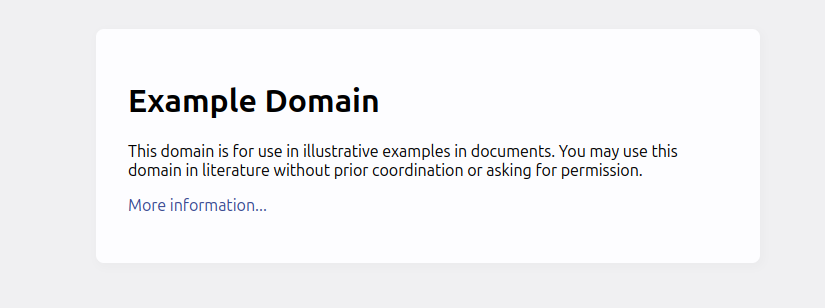 Example Domain
This domain is for use in illustrative examples in documents. You may use this
domain in literature without prior coordination or asking for permission.
More information...